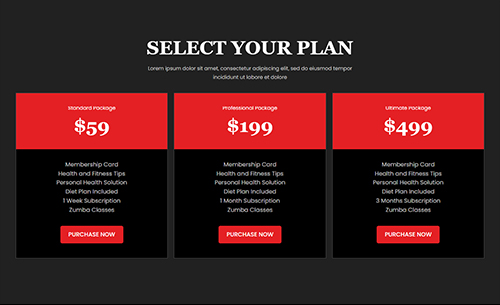 SELECT YOUR PLAN
Lorem ipsum dolor sit amet, consectetur adipiscing elit, sed do eiusmod tempor
incididunt ut labore et dolore
Standard Package
$59
Membership Card
Health and Fitness Tips
Personal Health Solution
Diet Plan Included
1 Week Subscription
Zumba Classes
PURCHASE NOW
Professional Package
$199
Membership Card
Health and Fitness Tips
Personal Health Solution
Diet Plan Included
1 Month Subscription
Zumba Classes
PURCHASE NOW
Ultimate Package
$499
Membership Card
Health and Fitness Tips
Personal Health Solution
Diet Plan Included
3 Months Subscription
Zumba Classes
PURCHASE NOW